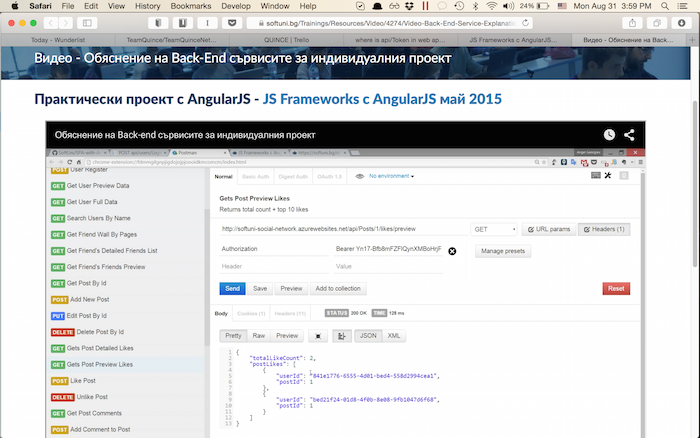 Safari File Edit View History Bookmarks Develop Window Help 24% Mon Aug 31 3:59 PM
softuni.bg/Trainings/Resources/Video/4274/Video-Back-End-Service-Explanati
Today - Wunderlist TeamQuince/TeamQuinceNet... QUINCE | Trello where is api/Token in web ap... JS Frameworks с AngularJS... Видео - Обяснение на Back...
Видео - Обяснение на Back-End сървисите за индивидуалния проект
Практически проект с AngularJS - JS Frameworks с AngularJS май 2015
Обяснение на Back-end сървисите за индивидуалния проект
Postman
POST User Register
GET Get User Preview Data
GET Get User Full Data
GET Search Users By Name
GET Get Friend Wall By Pages
GET Get Friend's Detailed Friends List
GET Get Friend's Friends Preview
GET Get Post By Id
POST Add New Post
PUT Edit Post By Id
DELETE Delete Post By Id
GET Gets Post Detailed Likes
GET Gets Post Preview Likes
POST Like Post
DELETE Unlike Post
GET Get Post Comments
POST Add Comment to Post
Normal Basic Auth Digest Auth OAuth 1.0 No environment
Gets Post Preview Likes
Returns total count + top 10 likes
http://softuni-social-network.azurewebsites.net/api/Posts/1/likes/preview GET URL params Headers (1)
Authorization Bearer Yn17-Bfb8mFZFlQynXMBoHrjF Manage presets
Header Value
Send Save Preview Add to collection Reset
Body Cookies (1) Headers (13) STATUS 200 OK TIME 128 ms
Pretty Raw Preview JSON XML
1 {
2 "totalLikeCount": 2,
3 "postLikes": [
4 {
5 "userId": "841e1776-6555-4d01-bed4-558d2994cea1",
6 "postId": 1
7 },
8 {
9 "userId": "bed21f24-01d8-4f0b-8e08-9fb1047d6f68",
10 "postId": 1
11 }
12 ]
13 }